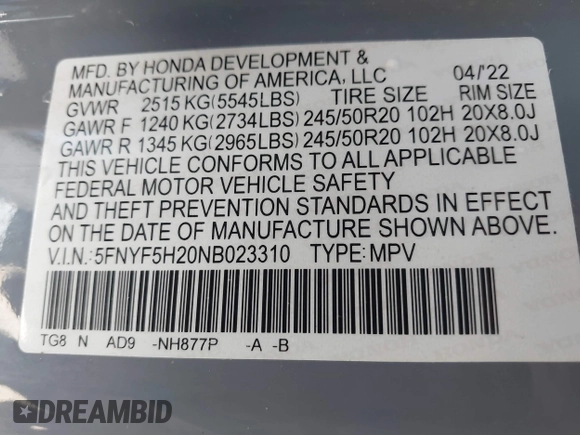 MFD. BY HONDA DEVELOPMENT &
MANUFACTURING OF AMERICA, LLC 04/'22
GVWR 2515 KG(5545LBS) TIRE SIZE RIM SIZE
GAWR F 1240 KG(2734LBS) 245/50R20 102H 20X8.0J
GAWR R 1345 KG(2965LBS) 245/50R20 102H 20X8.0J
THIS VEHICLE CONFORMS TO ALL APPLICABLE
FEDERAL MOTOR VEHICLE SAFETY
AND THEFT PREVENTION STANDARDS IN EFFECT
ON THE DATE OF MANUFACTURE SHOWN ABOVE.
V.I.N.:5FNYF5H20NB023310 TYPE:MPV
TG8 N AD9 -NH877P -A -B
DREAMBID